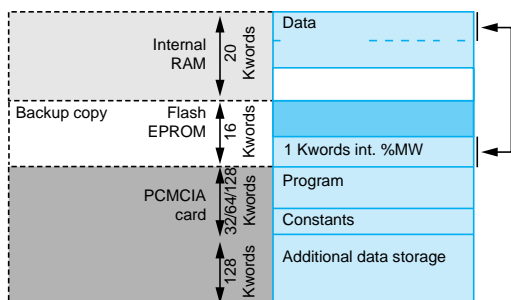 Data
Internal
RAM
20
Kwords
Backup copy
Flash
EPROM
16
Kwords
1 Kwords int. %MW
PCMCIA
card
32/64/128
Kwords
Program
Constants
128
Kwords
Additional data storage